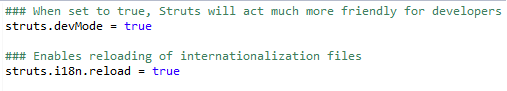 ### When set to true, Struts will act much more friendly for developers
struts.devMode = true
### Enables reloading of internationalization files
struts.i18n.reload = true